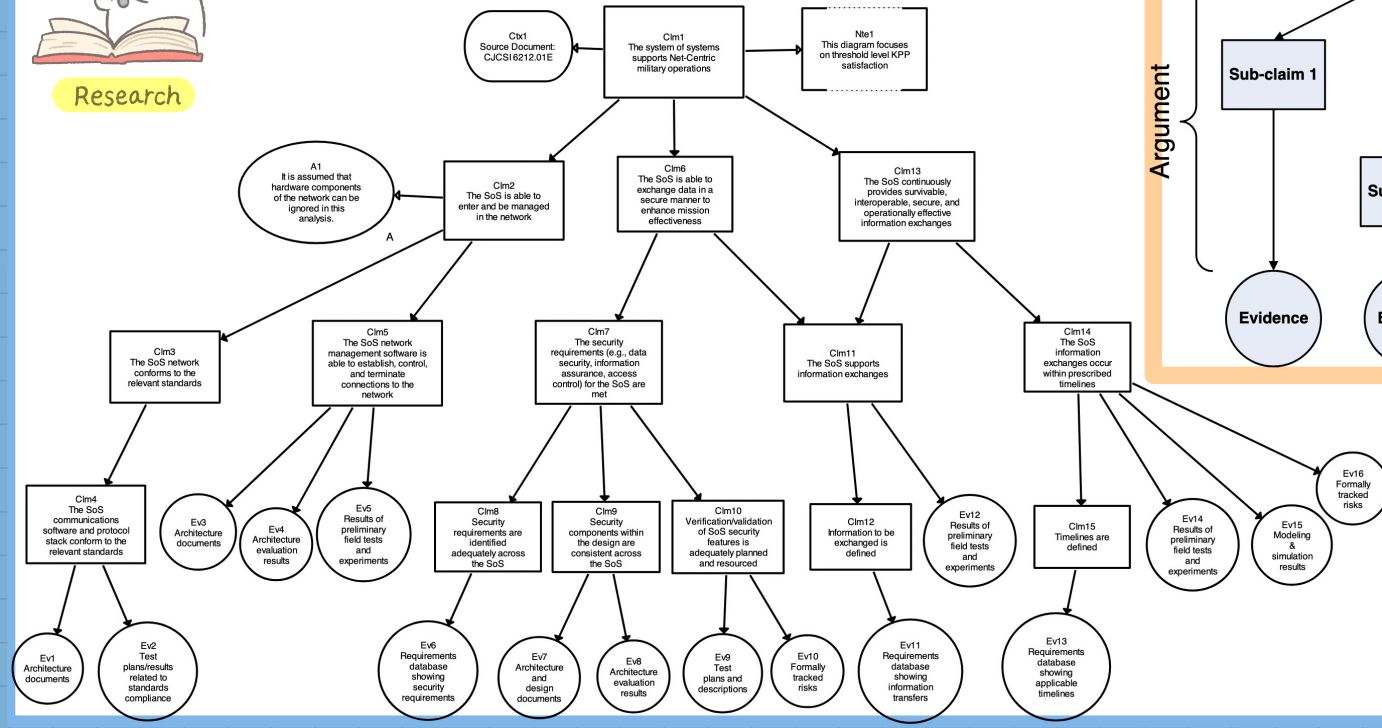 Research
Ctx1
Source Document:
CJCSI 6212.01E
Clm1
The system of systems
supports Net-Centric
military operations
Nte1
This diagram focuses
on threshold level KPP
satisfaction
A1
It is assumed that
hardware components
of the network can be
ignored in this
analysis.
A
Clm2
The SoS is able to
enter and be managed
in the network
Clm6
The SoS is able to
exchange data in a
secure manner to
enhance mission
effectiveness
Clm13
The SoS continuously
provides survivable,
interoperable, secure, and
operationally effective
information exchanges
Clm3
The SoS network
conforms to the
relevant standards
Clm5
The SoS network
management software is
able to establish, control,
and terminate
connections to the
network
Clm7
The security
requirements (e.g., data
security, information
assurance, access
control) for the SoS are
met
Clm11
The SoS supports
information exchanges
Clm14
The SoS
information
exchanges occur
within prescribed
timelines
Clm4
The SoS
communications
software and protocol
stack conform to the
relevant standards
Ev3
Architecture
documents
Ev4
Architecture
evaluation
results
Ev5
Results of
preliminary
field tests
and
experiments
Clm8
Security
requirements are
identified
adequately across
the SoS
Clm9
Security
components within
the design are
consistent across
the SoS
Clm10
Verification/validation
of SoS security
features is
adequately planned
and resourced
Clm12
Information to be
exchanged is
defined
Ev12
Results of
preliminary
field tests
and
experiments
Clm15
Timelines are
defined
Ev14
Results of
preliminary
field tests
and
experiments
Ev15
Modeling
&
simulation
results
Ev16
Formally
tracked
risks
Ev1
Architecture
documents
Ev2
Test
plans/results
related to
standards
compliance
Ev6
Requirements
database
showing
security
requirements
Ev7
Architecture
and
design
documents
Ev8
Architecture
evaluation
results
Ev9
Test
plans and
descriptions
Ev10
Formally
tracked
risks
Ev11
Requirements
database
showing
information
transfers
Ev13
Requirements
database
showing
applicable
timelines
Argument
Sub-claim 1
Evidence